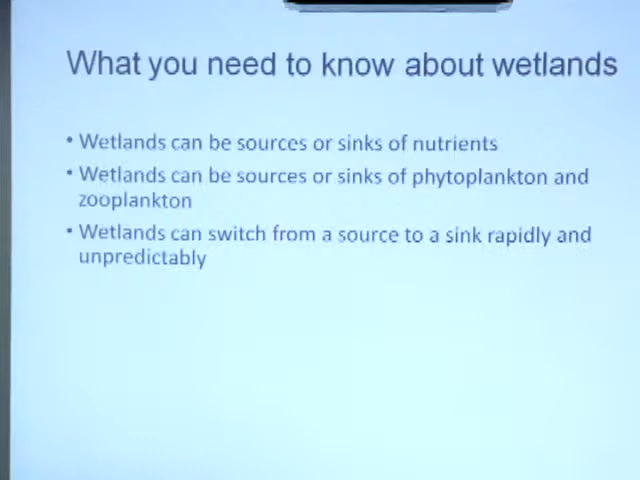 What you need to know about wetlands
• Wetlands can be sources or sinks of nutrients
• Wetlands can be sources or sinks of phytoplankton and
zooplankton
• Wetlands can switch from a source to a sink rapidly and
unpredictably